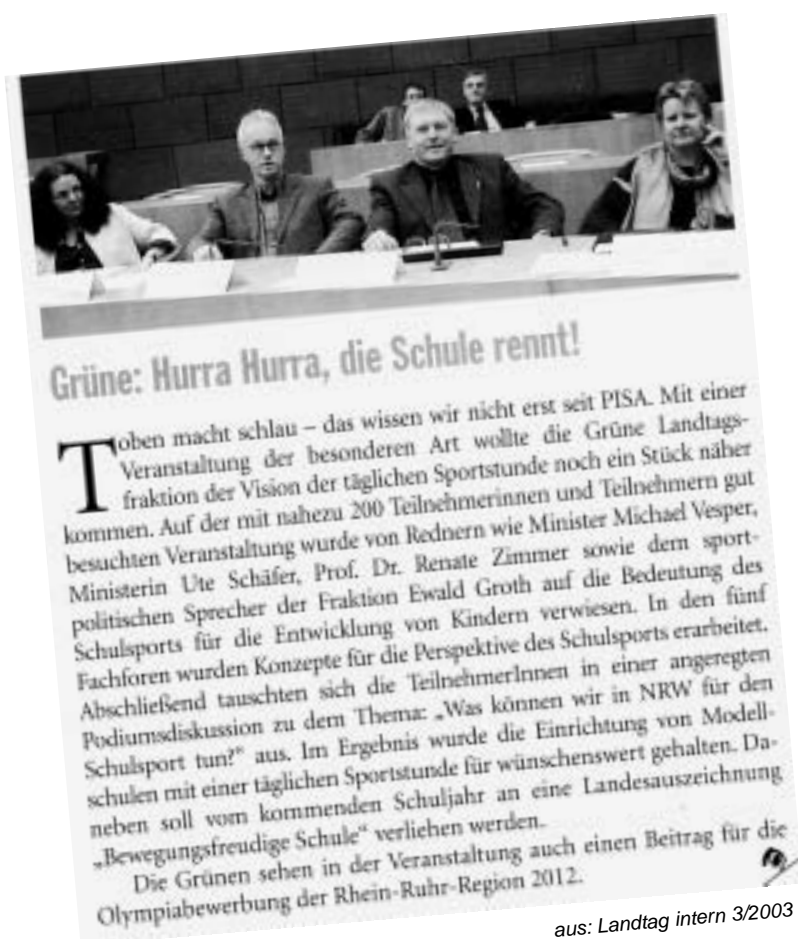 Grüne: Hurra Hurra, die Schule rennt!
Toben macht schlau – das wissen wir nicht erst seit PISA. Mit einer
Veranstaltung der besonderen Art wollte die Grüne Landtags-
fraktion der Vision der täglichen Sportstunde noch ein Stück näher
kommen. Auf der mit nahezu 200 Teilnehmerinnen und Teilnehmern gut
besuchten Veranstaltung wurde von Rednern wie Minister Michael Vesper,
Ministerin Ute Schäfer, Prof. Dr. Renate Zimmer sowie dem sport-
politischen Sprecher der Fraktion Ewald Groth auf die Bedeutung des
Schulsports für die Entwicklung von Kindern verwiesen. In den fünf
Fachforen wurden Konzepte für die Perspektive des Schulsports erarbeitet.
Abschließend tauschten sich die TeilnehmerInnen in einer angeregten
Podiumsdiskussion zu dem Thema: „Was können wir in NRW für den
Schulsport tun?“ aus. Im Ergebnis wurde die Einrichtung von Modell-
schulen mit einer täglichen Sportstunde für wünschenswert gehalten. Da-
neben soll vom kommenden Schuljahr an eine Landesauszeichnung
„Bewegungsfreudige Schule“ verliehen werden.
Die Grünen sehen in der Veranstaltung auch einen Beitrag für die
Olympiabewerbung der Rhein-Ruhr-Region 2012.
aus: Landtag intern 3/2003